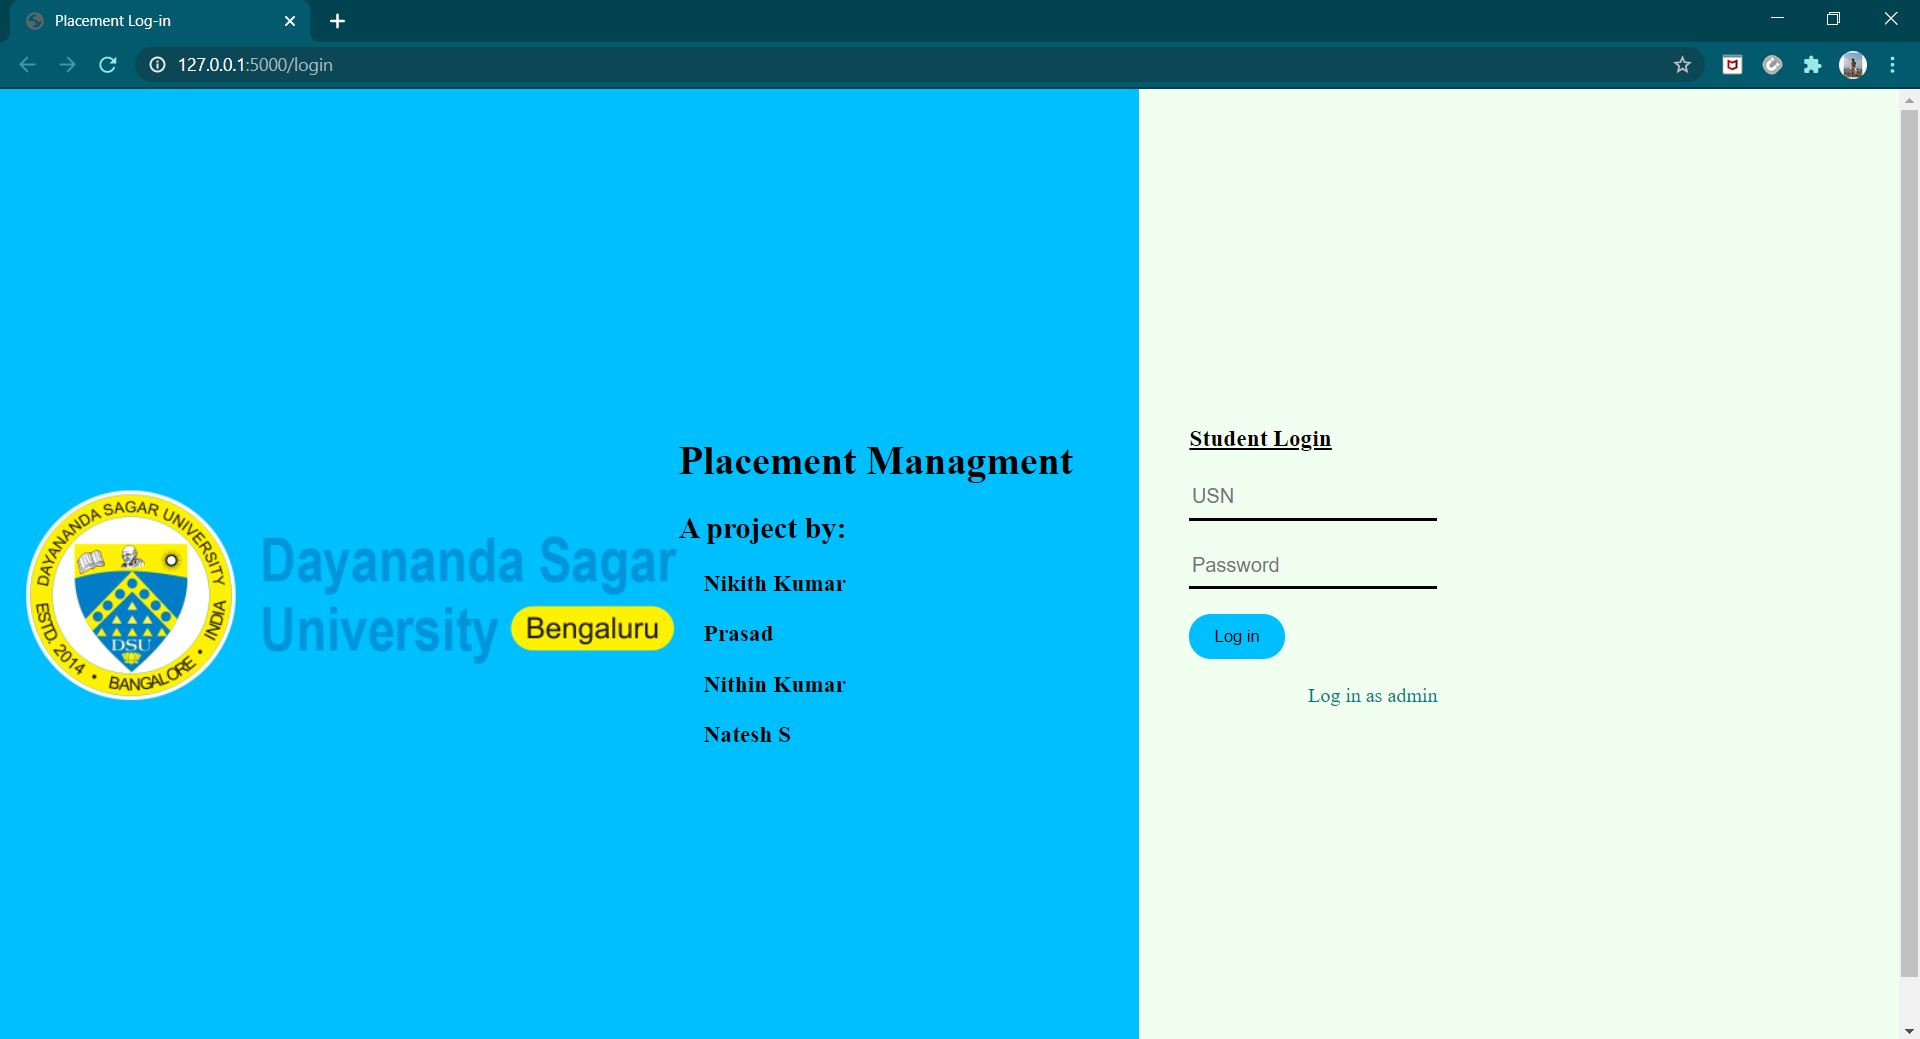 Placement Log-in
127.0.0.1:5000/login
DAYANANDA SAGAR UNIVERSITY
ESTD. 2014 • BANGALORE • INDIA
DSU
Dayananda Sagar
University Bengaluru
Placement Managment
A project by:
Nikith Kumar
Prasad
Nithin Kumar
Natesh S
Student Login
USN
Password
Log in
Log in as admin